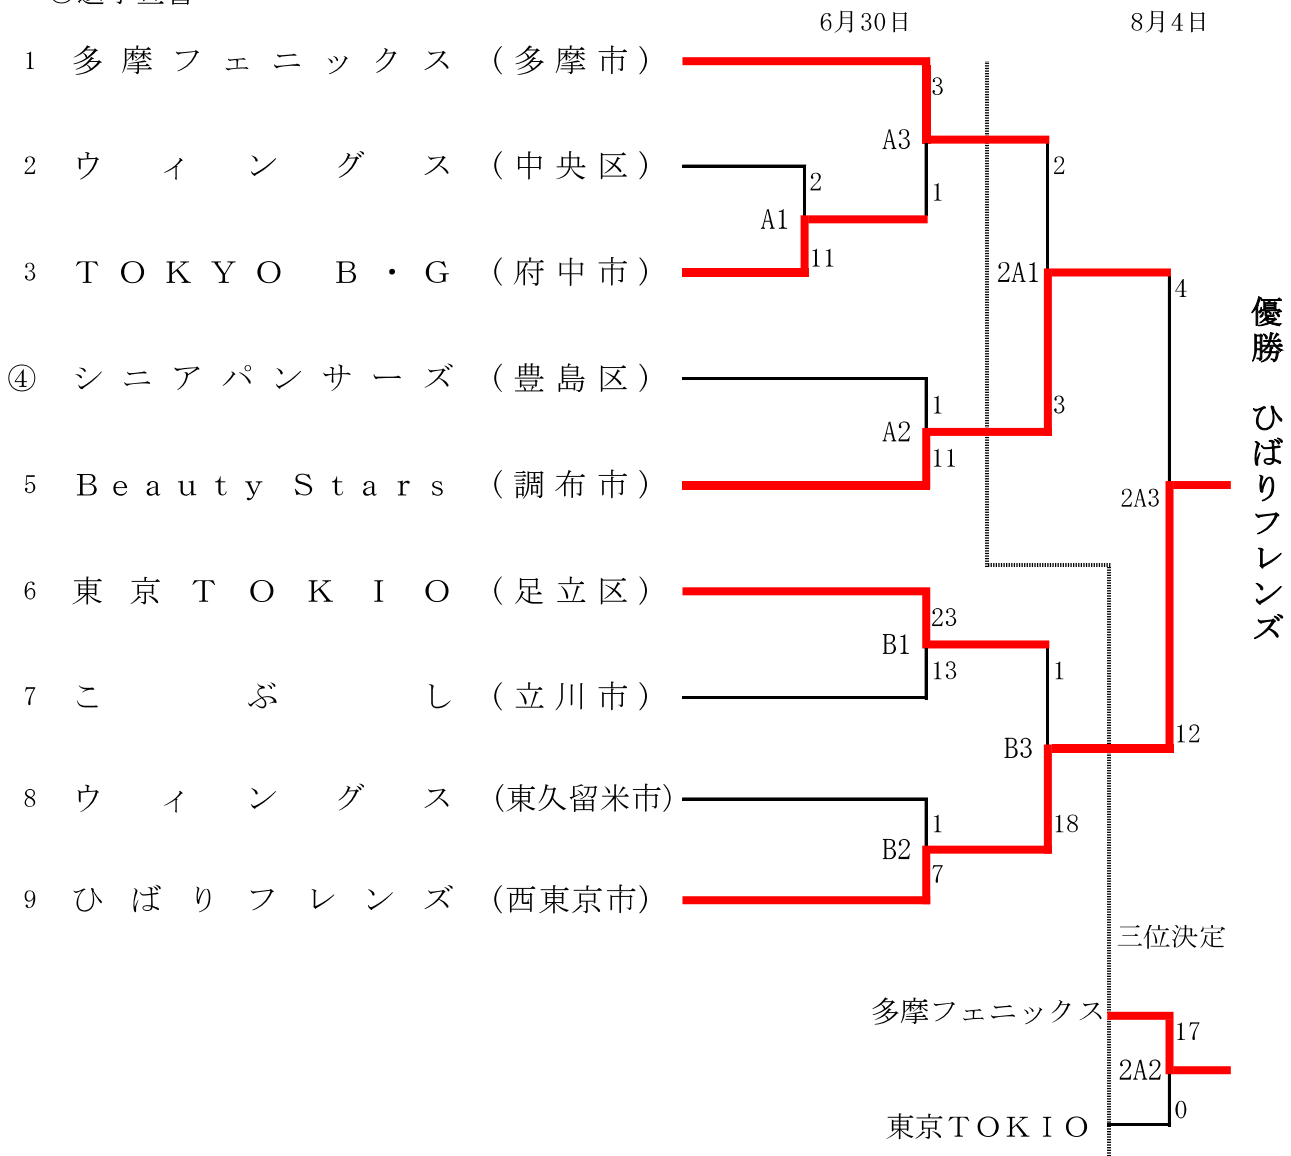 6月30日 8月4日
1 多摩フェニックス (多摩市)
3
A3
2 ウィングス (中央区)
2
2
1
A1
3 TOKYO B・G (府中市)
11
2A1
4
優勝 ひばりフレンズ
④ シニアパンサーズ (豊島区)
1
3
A2
11
5 Beauty Stars (調布市)
2A3
6 東京TOKIO (足立区)
23
B1
13
1
7 こぶし (立川市)
12
B3
8 ウィングス (東久留米市)
1
18
B2
7
9 ひばりフレンズ (西東京市)
三位決定
多摩フェニックス
17
2A2
0
東京TOKIO